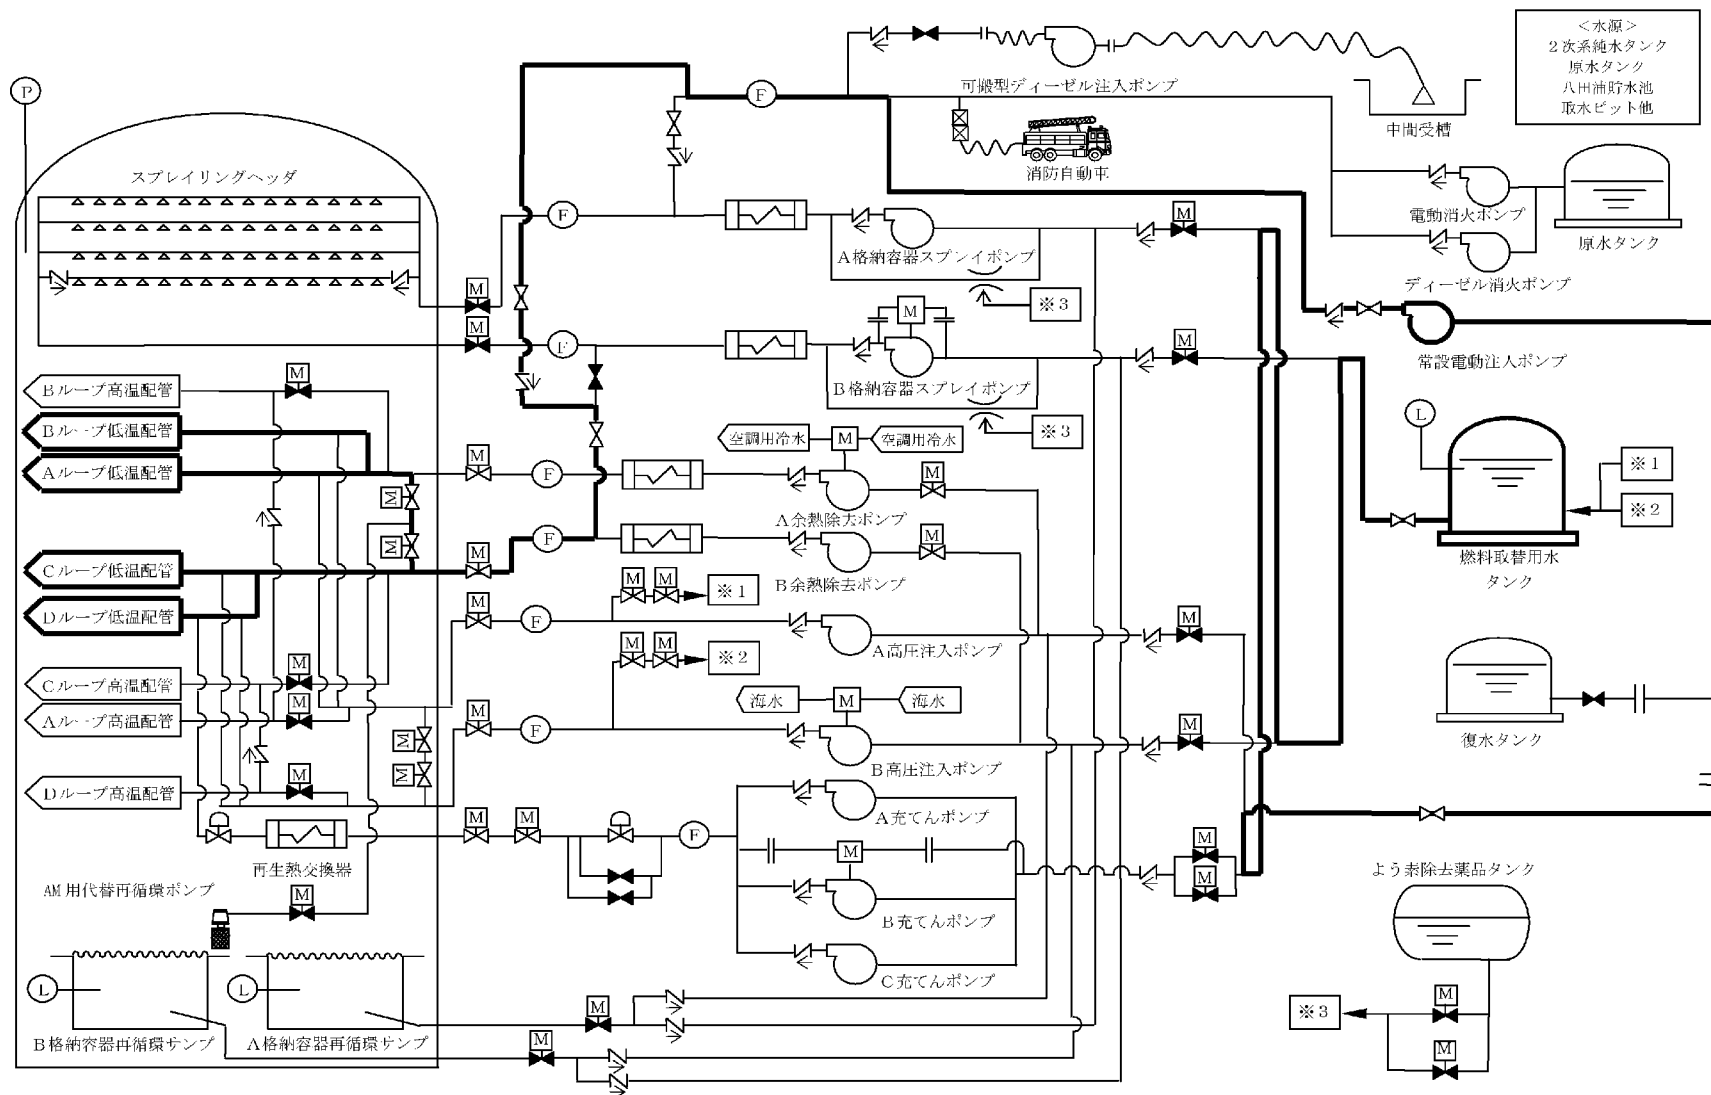 <水源>
2次系純水タンク
原水タンク
八田浦貯水池
取水ピット他
P
F
可搬型ディーゼル注入ポンプ
中間受槽
消防自動車
スプレイリングヘッダ
電動消火ポンプ
原水タンク
ディーゼル消火ポンプ
F
M
A格納容器スプレイポンプ
※3
M
M
F
M
M
B格納容器スプレイポンプ
※3
常設電動注入ポンプ
L
M
Bループ高温配管
Bループ低温配管
Aループ低温配管
空調用冷水
M
空調用冷水
M
F
M
M
A余熱除去ポンプ
※1
※2
燃料取替用水
タンク
M
M
F
M
B余熱除去ポンプ
Cループ低温配管
Dループ低温配管
M
M
※1
M
F
A高圧注入ポンプ
M
M
M
※2
Cループ高温配管
M
Aループ高温配管
M
海水
M
海水
M
F
B高圧注入ポンプ
M
復水タンク
M
M
Dループ高温配管
M
M
M
F
A充てんポンプ
再生熱交換器
M
M
M
B充てんポンプ
AM用代替再循環ポンプ
M
C充てんポンプ
よう素除去薬品タンク
L
L
M
M
B格納容器再循環サンプ
A格納容器再循環サンプ
※3
M
M